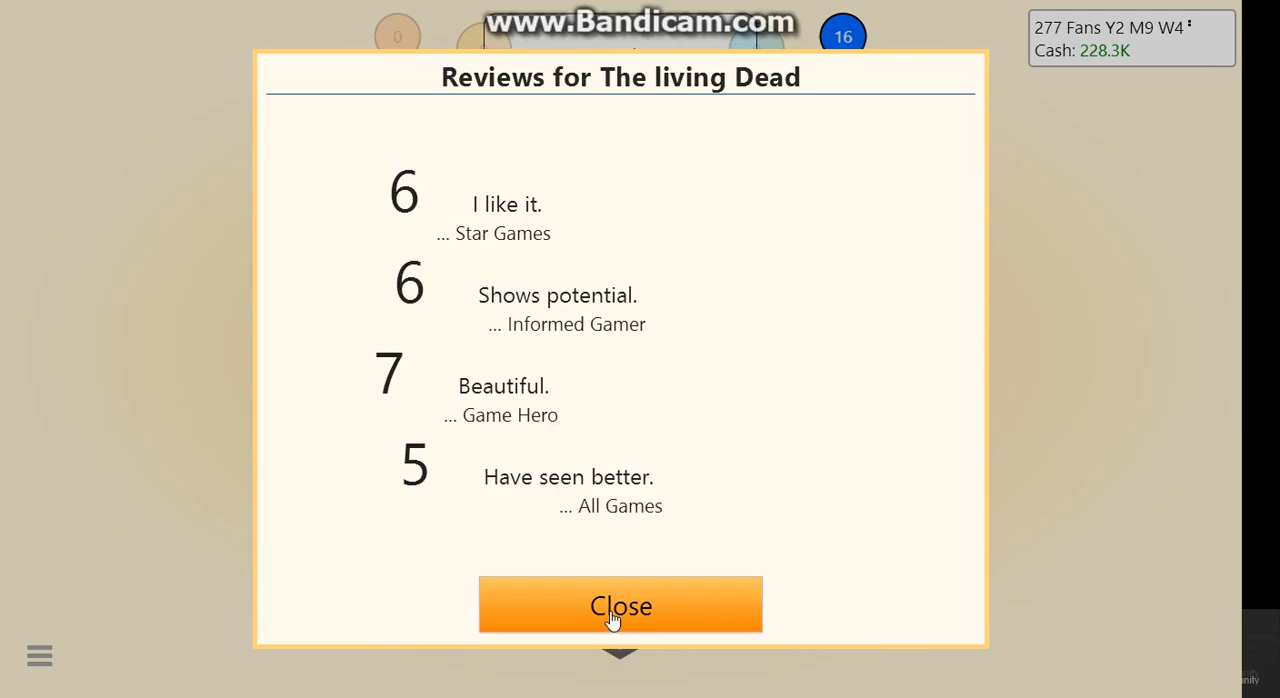 www.Bandicam.com
0
16
277 Fans Y2 M9 W4
Cash: 228.3K
Reviews for The living Dead
6 I like it.
... Star Games
6 Shows potential.
... Informed Gamer
7 Beautiful.
... Game Hero
5 Have seen better.
... All Games
Close
unity